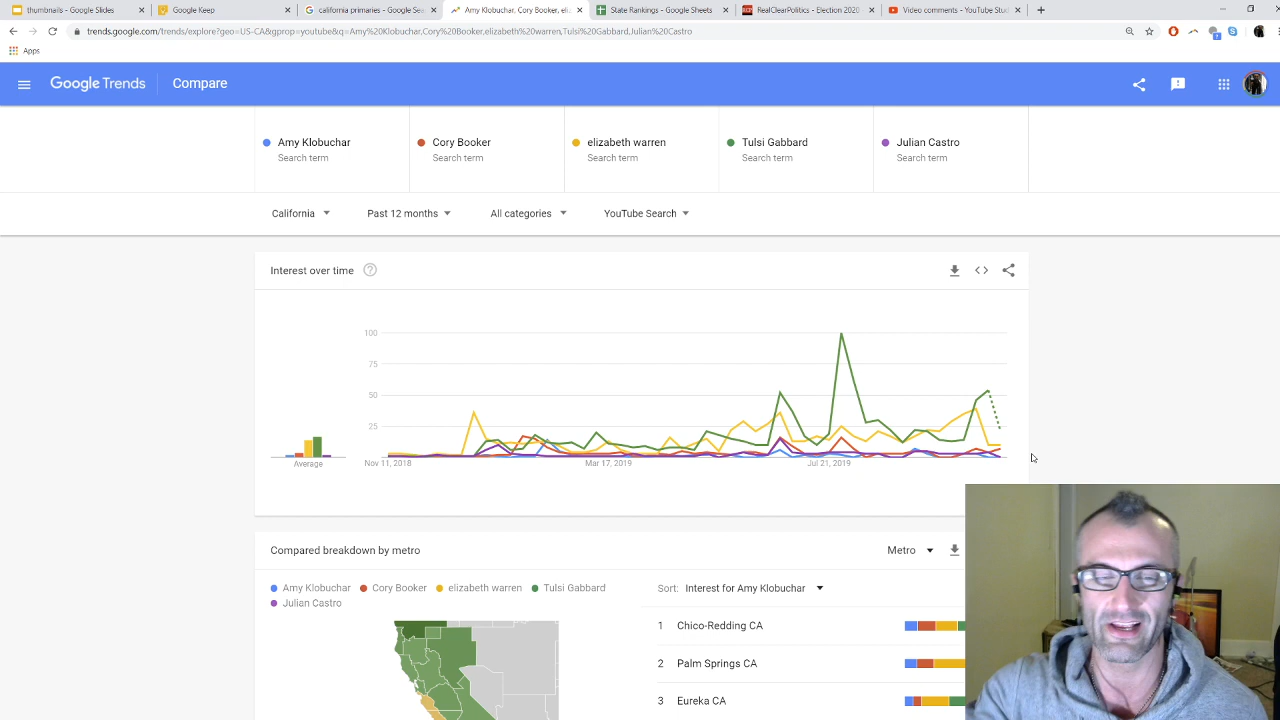 thumbnails - Google Slides
Google Keep
california primaries - Google Sea
Amy Klobuchar, Cory Booker, eliz
State Rankings - Google Sheets
RealClearPolitics - Election 2020
Video comments - YouTube Stu
trends.google.com/trends/explore?geo=US-CA&gprop=youtube&q=Amy%20Klobuchar,Cory%20Booker,elizabeth%20warren,Tulsi%20Gabbard,Julian%20Castro
Apps
Google Trends
Compare
Amy Klobuchar
Search term
Cory Booker
Search term
elizabeth warren
Search term
Tulsi Gabbard
Search term
Julian Castro
Search term
California
Past 12 months
All categories
YouTube Search
Interest over time
100
75
50
25
Average
Nov 11, 2018
Mar 17, 2019
Jul 21, 2019
Compared breakdown by metro
Metro
Amy Klobuchar
Cory Booker
elizabeth warren
Tulsi Gabbard
Julian Castro
Sort: Interest for Amy Klobuchar
1 Chico-Redding CA
2 Palm Springs CA
3 Eureka CA